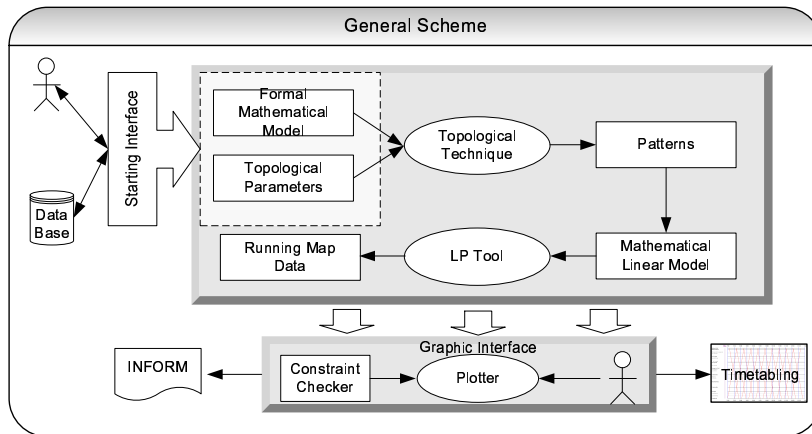 General Scheme
Starting Interface
Data
Base
Formal
Mathematical
Model
Topological
Parameters
Topological
Technique
Patterns
Running Map
Data
LP Tool
Mathematical
Linear Model
Graphic Interface
INFORM
Constraint
Checker
Plotter
Timetabling